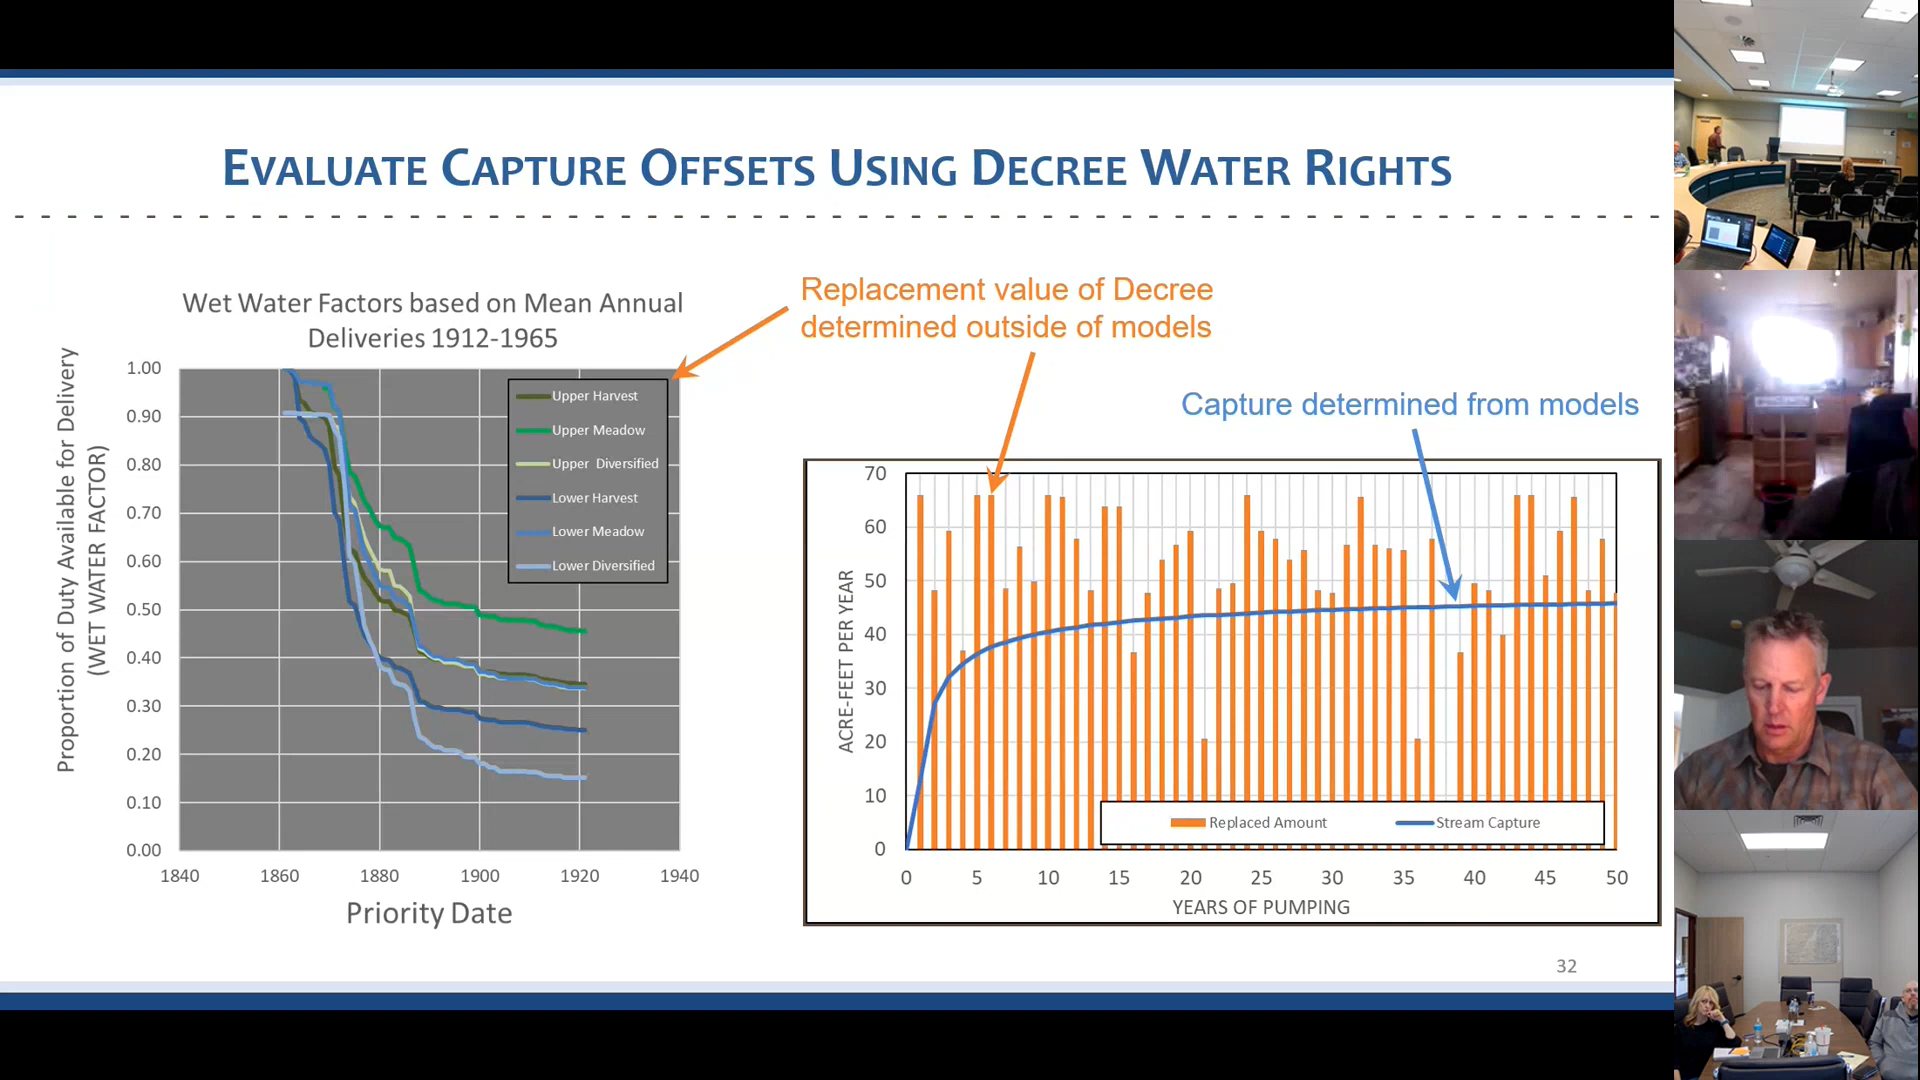 EVALUATE CAPTURE OFFSETS USING DECREE WATER RIGHTS
Wet Water Factors based on Mean Annual
Deliveries 1912-1965
Replacement value of Decree
determined outside of models
Capture determined from models
Proportion of Duty Available for Delivery
(WET WATER FACTOR)
1.00
0.90
0.80
0.70
0.60
0.50
0.40
0.30
0.20
0.10
0.00
1840
1860
1880
1900
1920
1940
Priority Date
Upper Harvest
Upper Meadow
Upper Diversified
Lower Harvest
Lower Meadow
Lower Diversified
ACRE-FEET PER YEAR
70
60
50
40
30
20
10
0
0
5
10
15
20
25
30
35
40
45
50
YEARS OF PUMPING
Replaced Amount
Stream Capture
32